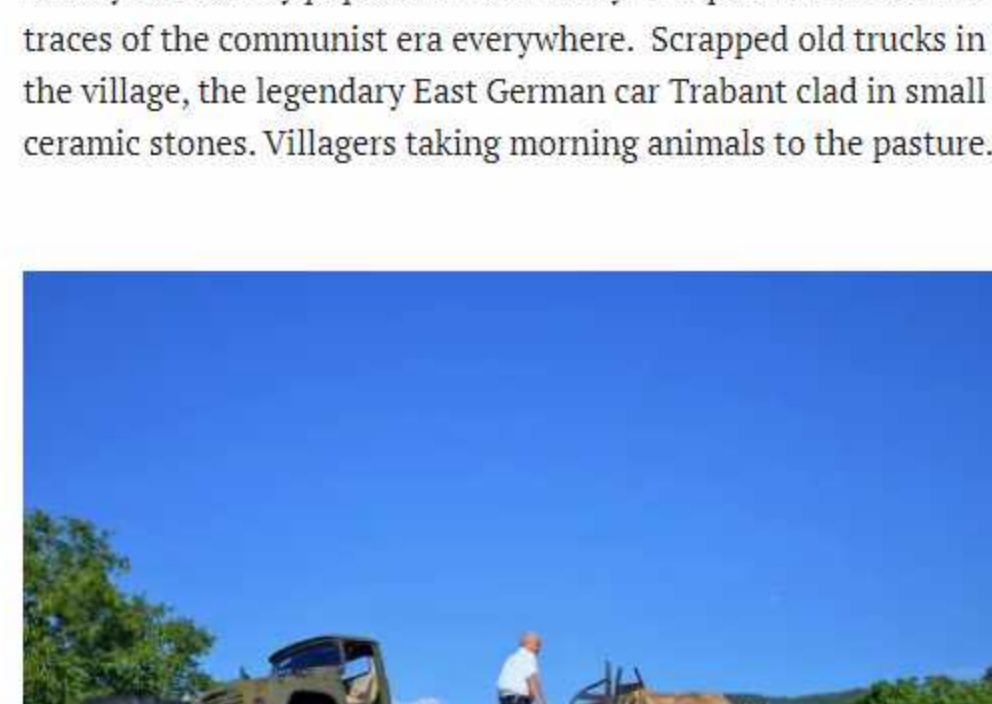 traces of the communist era everywhere.  Scrapped old trucks in
the village, the legendary East German car Trabant clad in small
ceramic stones. Villagers taking morning animals to the pasture.